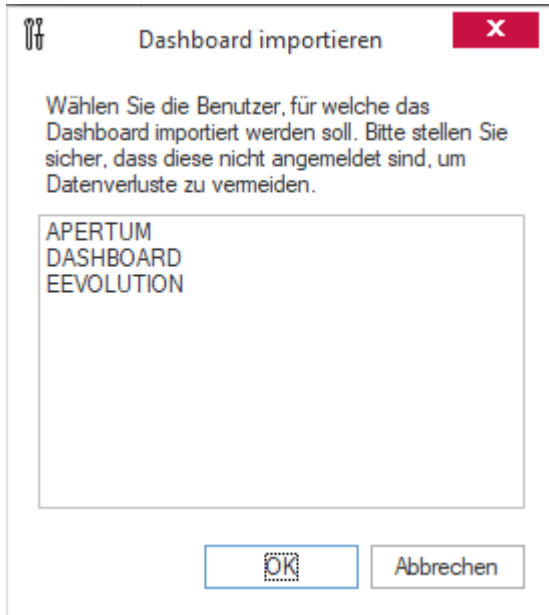 Dashboard importieren
x
Wählen Sie die Benutzer, für welche das
Dashboard importiert werden soll. Bitte stellen Sie
sicher, dass diese nicht angemeldet sind, um
Datenverluste zu vermeiden.
APERTUM
DASHBOARD
EEVOLUTION
OK
Abbrechen